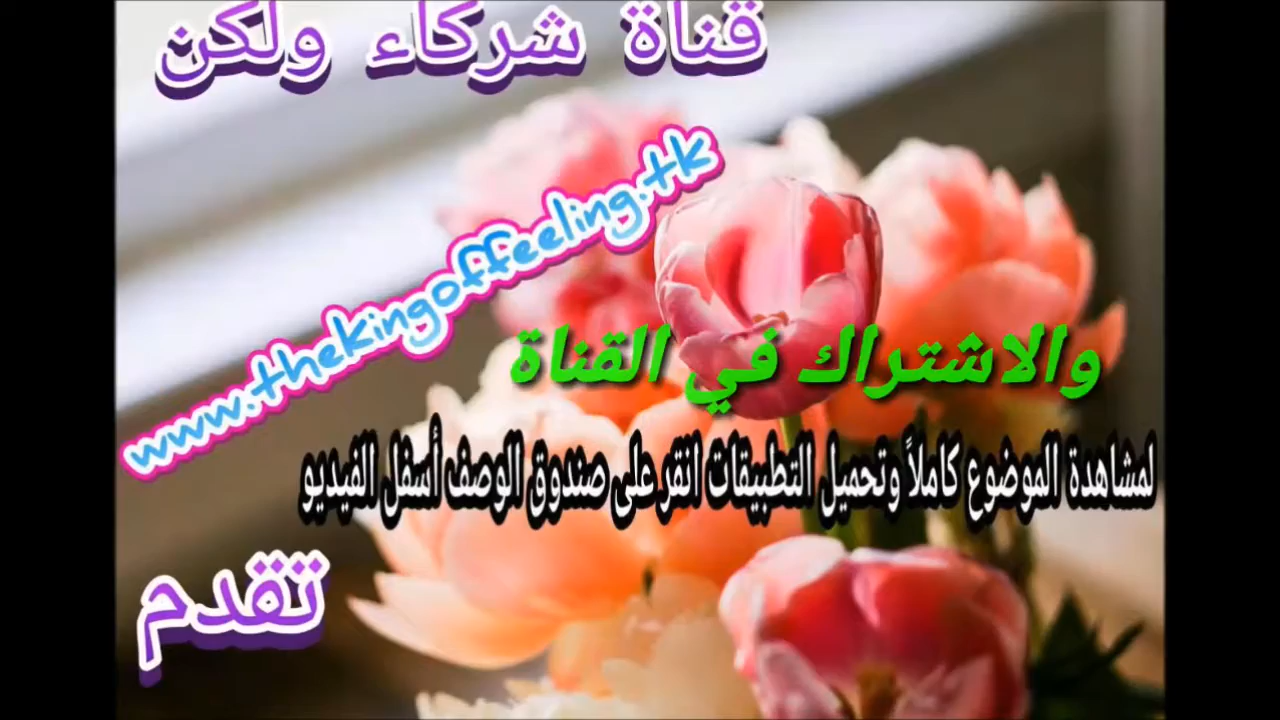 قناة شركاء ولكن
www.thekingoffeeling.tk
والاشتراك في القناة
لمشاهدة الموضوع كاملاً وتحميل التطبيقات انقر على صندوق الوصف أسفل الفيديو
تقدم